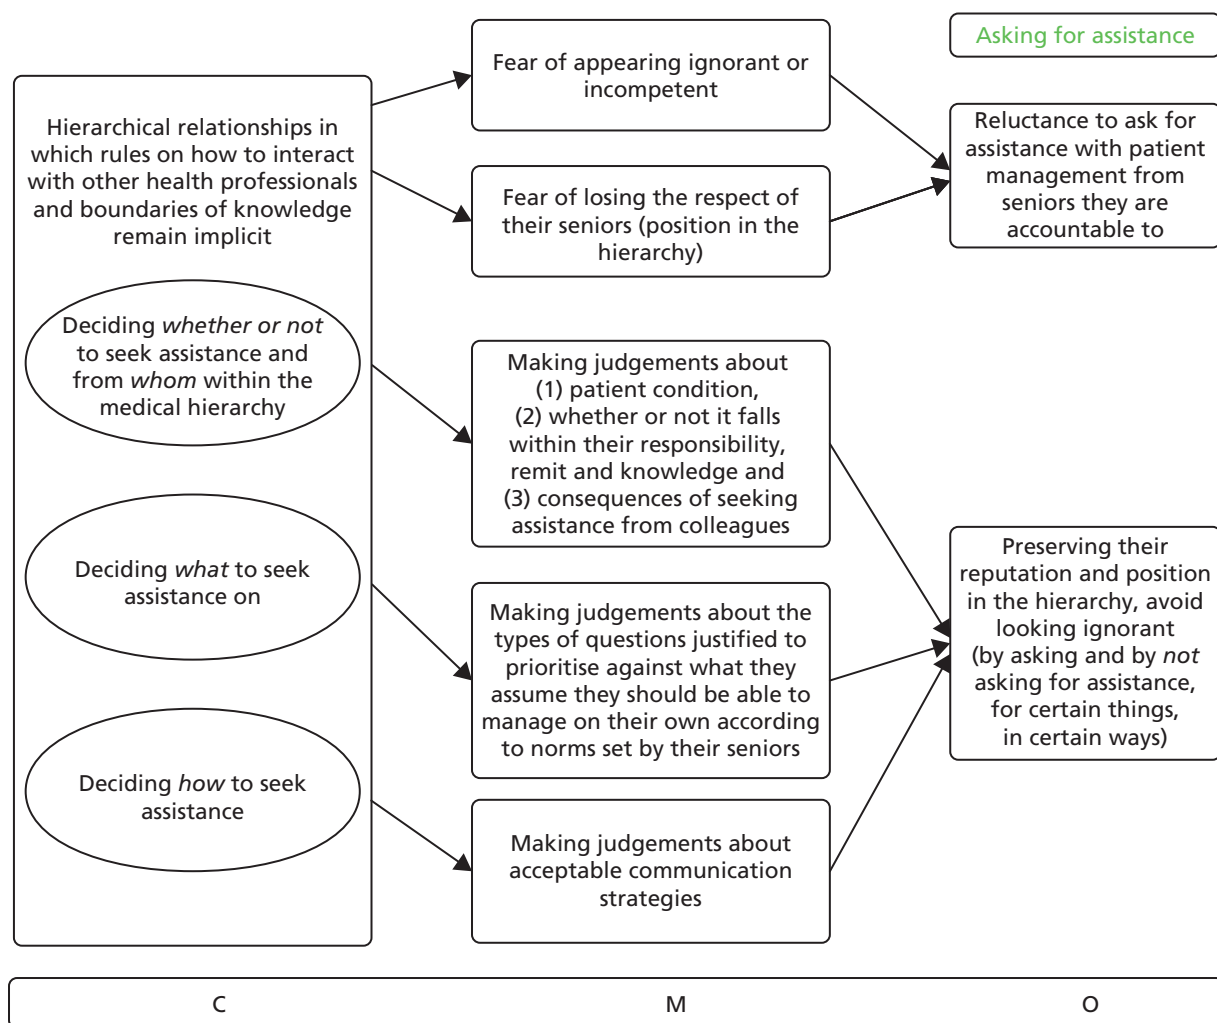 Asking for assistance
Hierarchical relationships in
which rules on how to interact
with other health professionals
and boundaries of knowledge
remain implicit
Deciding whether or not
to seek assistance and
from whom within the
medical hierarchy
Deciding what to seek
assistance on
Deciding how to seek
assistance
Fear of appearing ignorant or
incompetent
Fear of losing the respect of
their seniors (position in the
hierarchy)
Making judgements about
(1) patient condition,
(2) whether or not it falls
within their responsibility,
remit and knowledge and
(3) consequences of seeking
assistance from colleagues
Making judgements about the
types of questions justified to
prioritise against what they
assume they should be able to
manage on their own according
to norms set by their seniors
Making judgements about
acceptable communication
strategies
Reluctance to ask for
assistance with patient
management from
seniors they are
accountable to
Preserving their
reputation and position
in the hierarchy, avoid
looking ignorant
(by asking and by not
asking for assistance,
for certain things,
in certain ways)
C
M
O